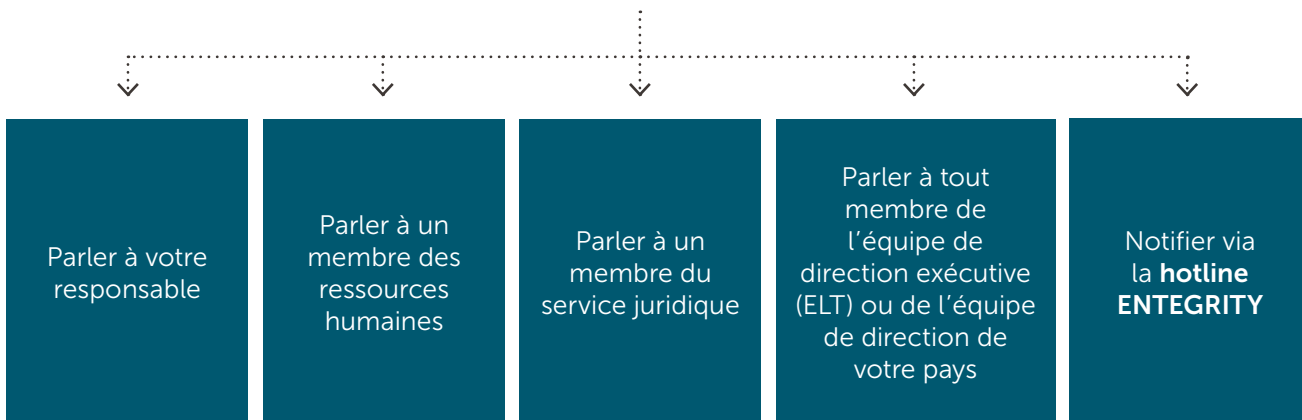 Parler à votre
responsable
Parler à un
membre des
ressources
humaines
Parler à un
membre du
service juridique
Parler à tout
membre de
l’équipe de
direction exécutive
(ELT) ou de l’équipe
de direction de
votre pays
Notifier via
la hotline
ENTEGRITY